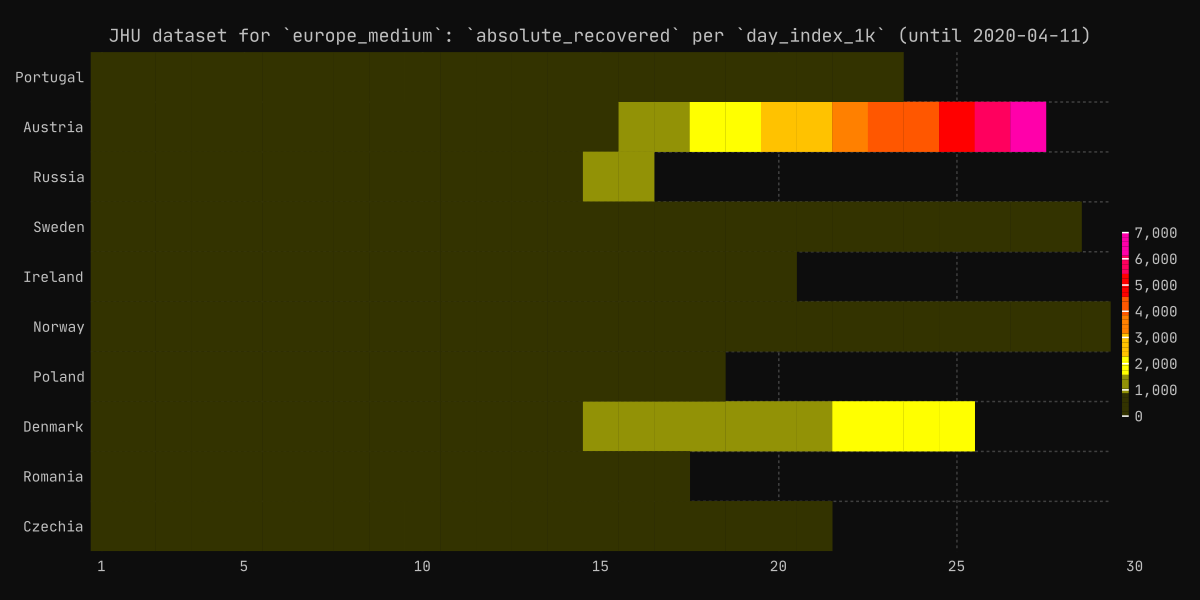 JHU dataset for `europe_medium`: `absolute_recovered` per `day_index_1k` (until 2020-04-11)
Portugal
Austria
Russia
Sweden
Ireland
Norway
Poland
Denmark
Romania
Czechia
7,000
6,000
5,000
4,000
3,000
2,000
1,000
0
1 5 10 15 20 25 30